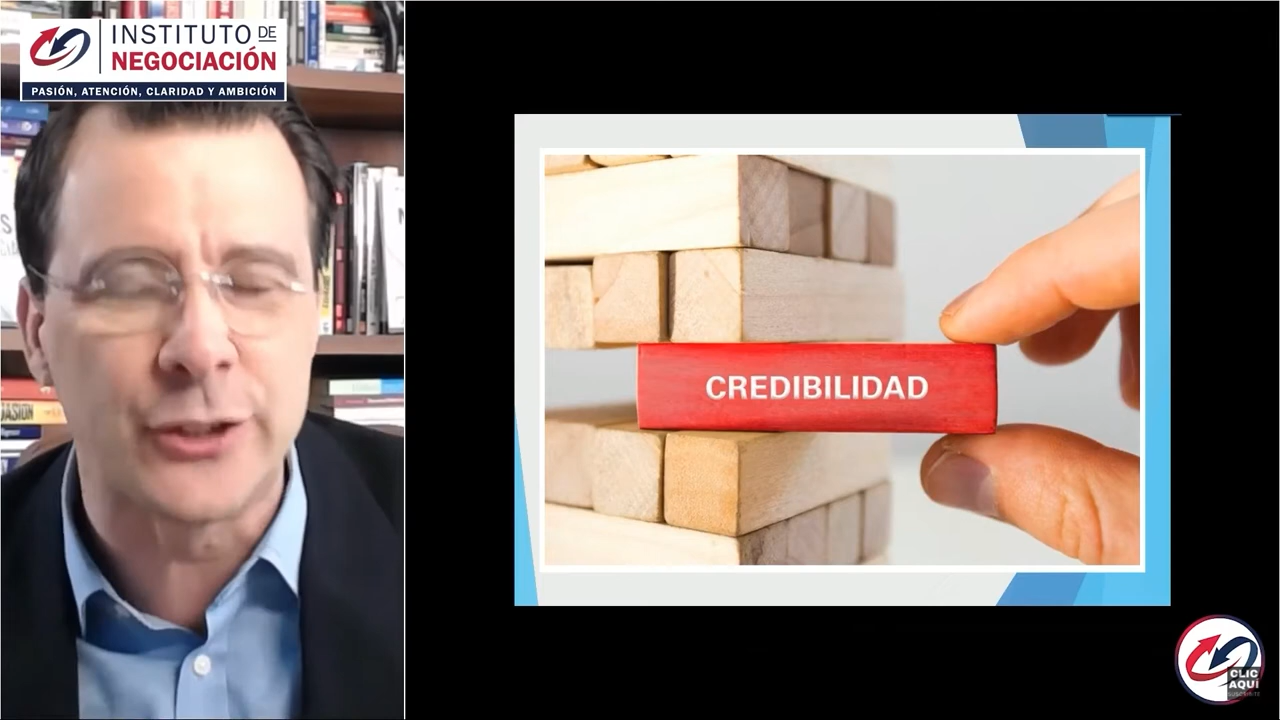 INSTITUTO DE
NEGOCIACIÓN
PASIÓN, ATENCIÓN, CLARIDAD Y AMBICIÓN
CREDIBILIDAD
CLIC
AQUÍ